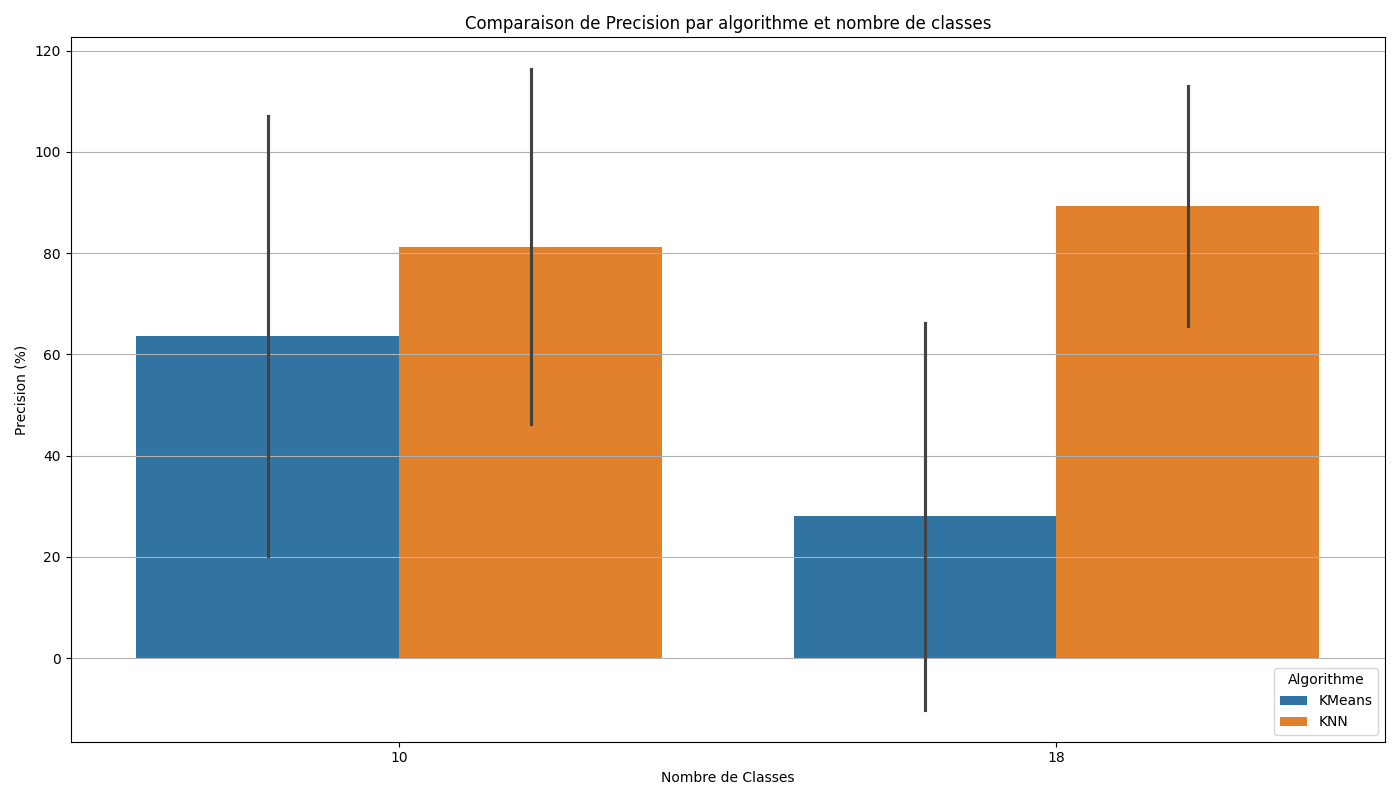 Comparaison de Precision par algorithme et nombre de classes
Precision (%)
120
100
80
60
40
20
0
10
18
Nombre de Classes
Algorithme
KMeans
KNN